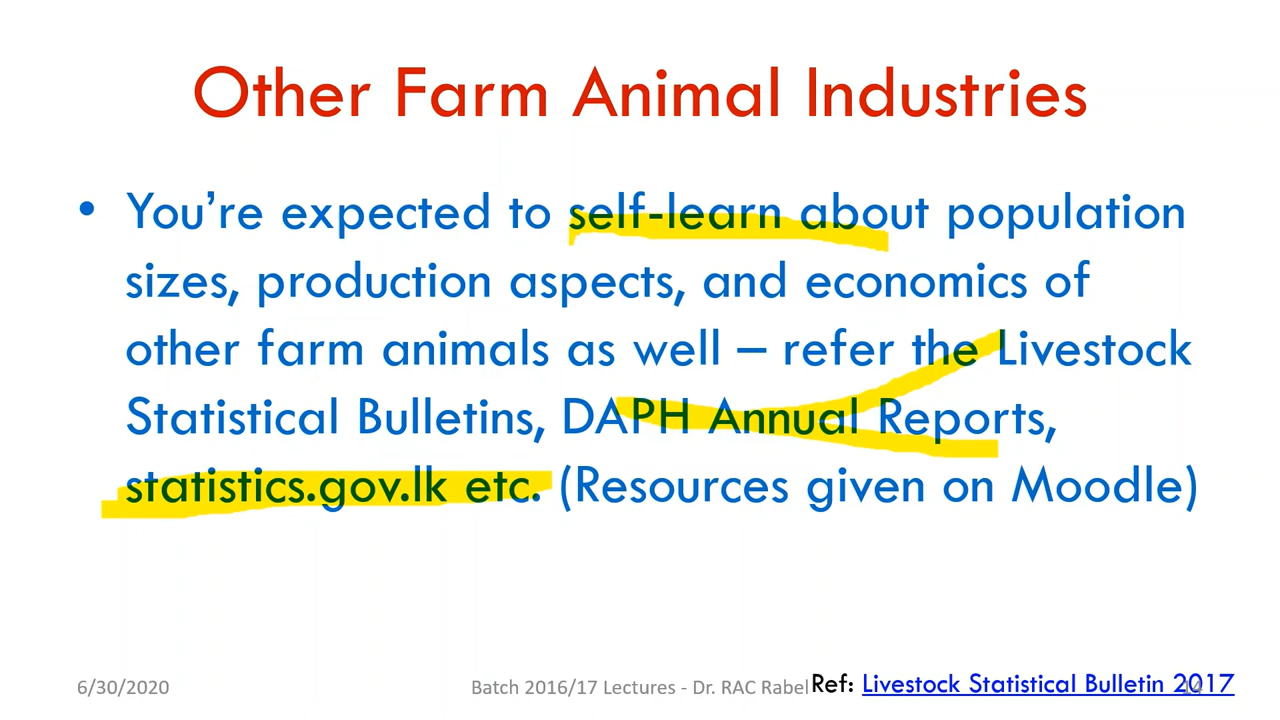 Other Farm Animal Industries
• You’re expected to self-learn about population
sizes, production aspects, and economics of
other farm animals as well – refer the Livestock
Statistical Bulletins, DAPH Annual Reports,
statistics.gov.lk etc. (Resources given on Moodle)
6/30/2020
Batch 2016/17 Lectures - Dr. RAC Rabel
Ref: Livestock Statistical Bulletin 2017
14